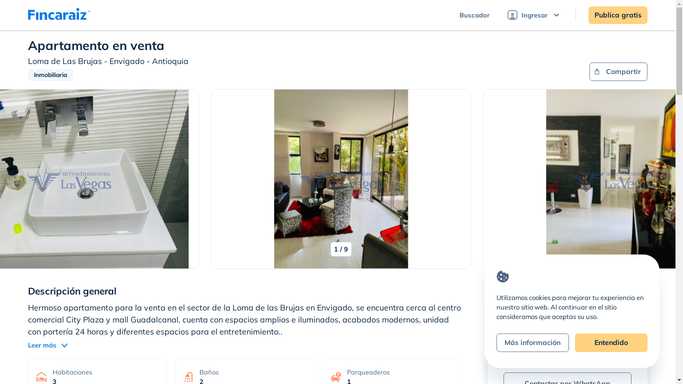 Fincaraiz
Buscador
Ingresar
Publica gratis
Apartamento en venta
Loma de Las Brujas - Envigado - Antioquia
Inmobiliaria
Compartir
Las Vegas
Las Vegas
Las Vegas
1 / 9
Descripción general
Hermoso apartamento para la venta en el sector de la Loma de las Brujas en Envigado, se encuentra cerca al centro
comercial City Plaza y mall Guadalcanal, cuenta con espacios amplios e iluminados, acabados modernos, unidad
con portería 24 horas y diferentes espacios para el entretenimiento..
Leer más
Habitaciones
3
Baños
2
Parqueaderos
1
Utilizamos cookies para mejorar tu experiencia en
nuestro sitio web. Al continuar en el sitio
consideramos que aceptas su uso.
Más información
Entendido
Contactar por WhatsApp